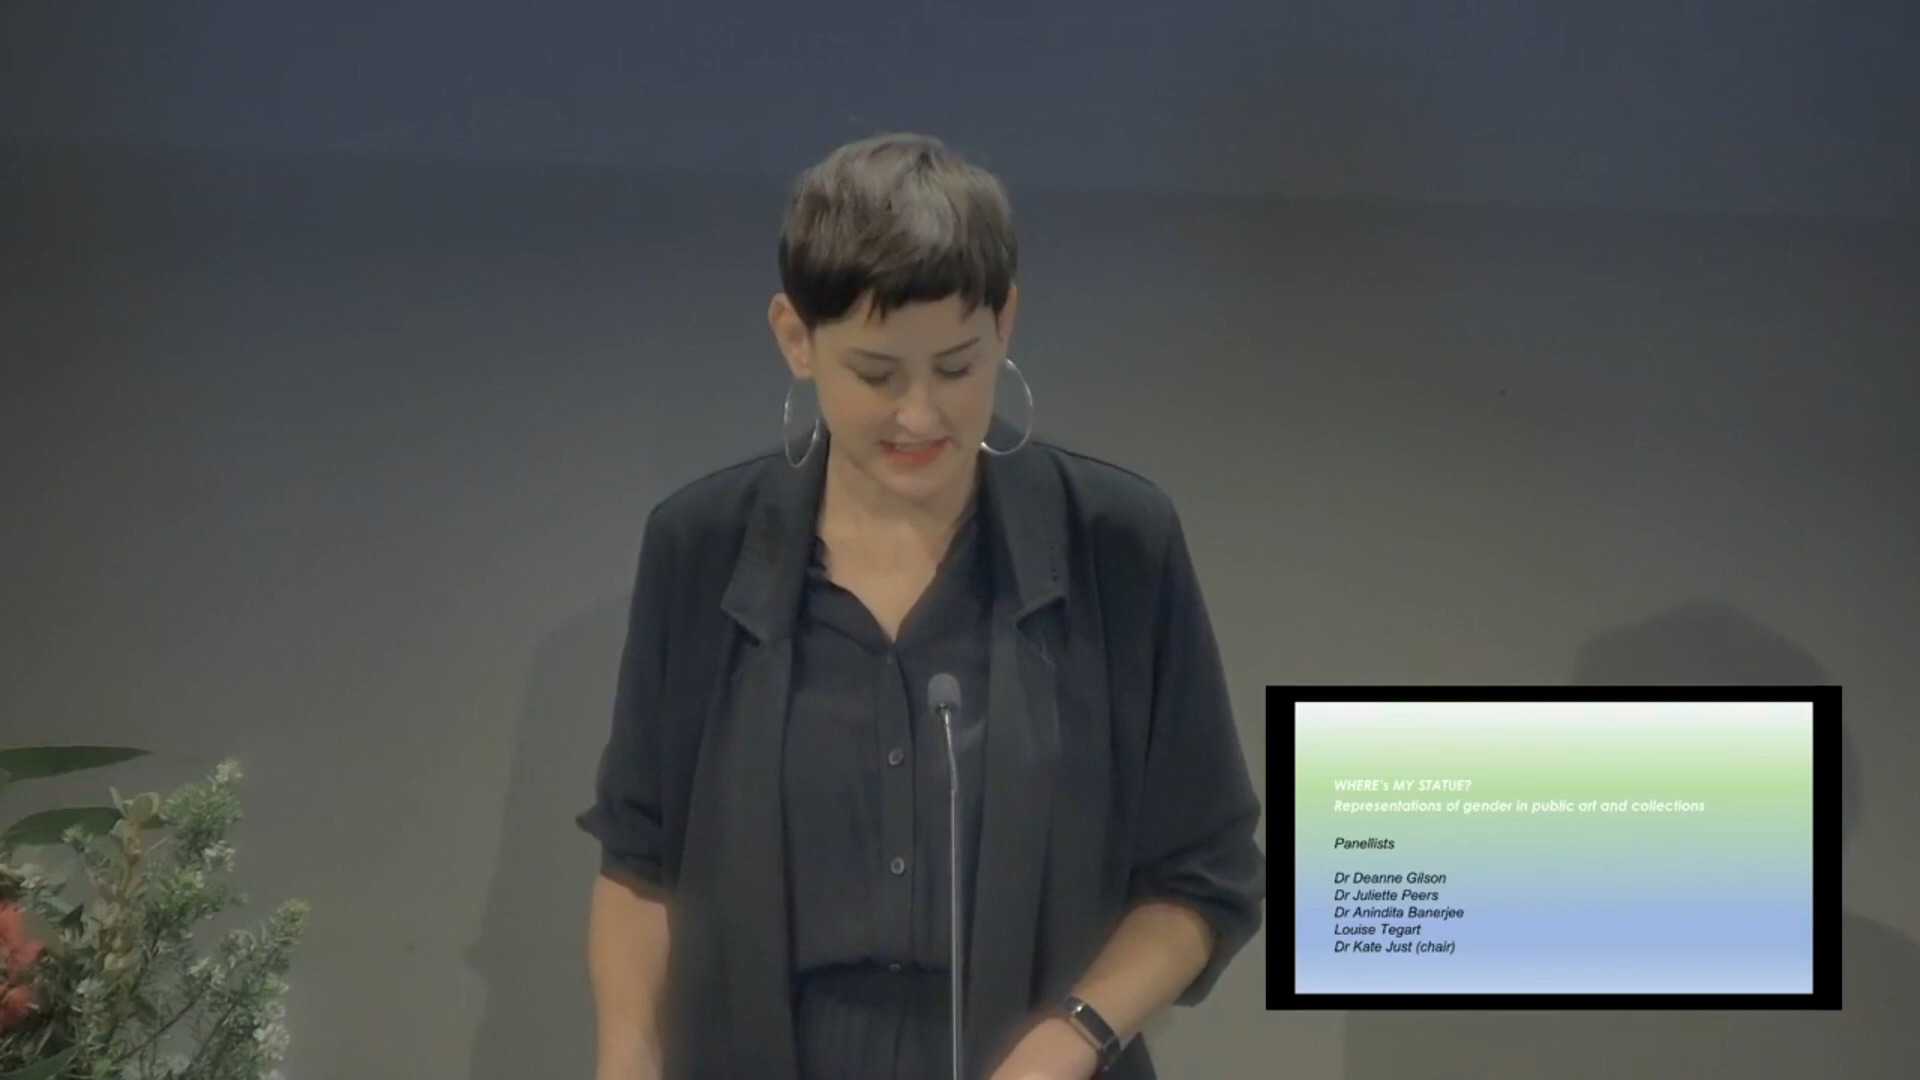 WHERE's MY STATUE?
Representations of gender in public art and collections
Panellists
Dr Deanne Gilson
Dr Juliette Peers
Dr Anindita Banerjee
Louise Tegart
Dr Kate Just (chair)